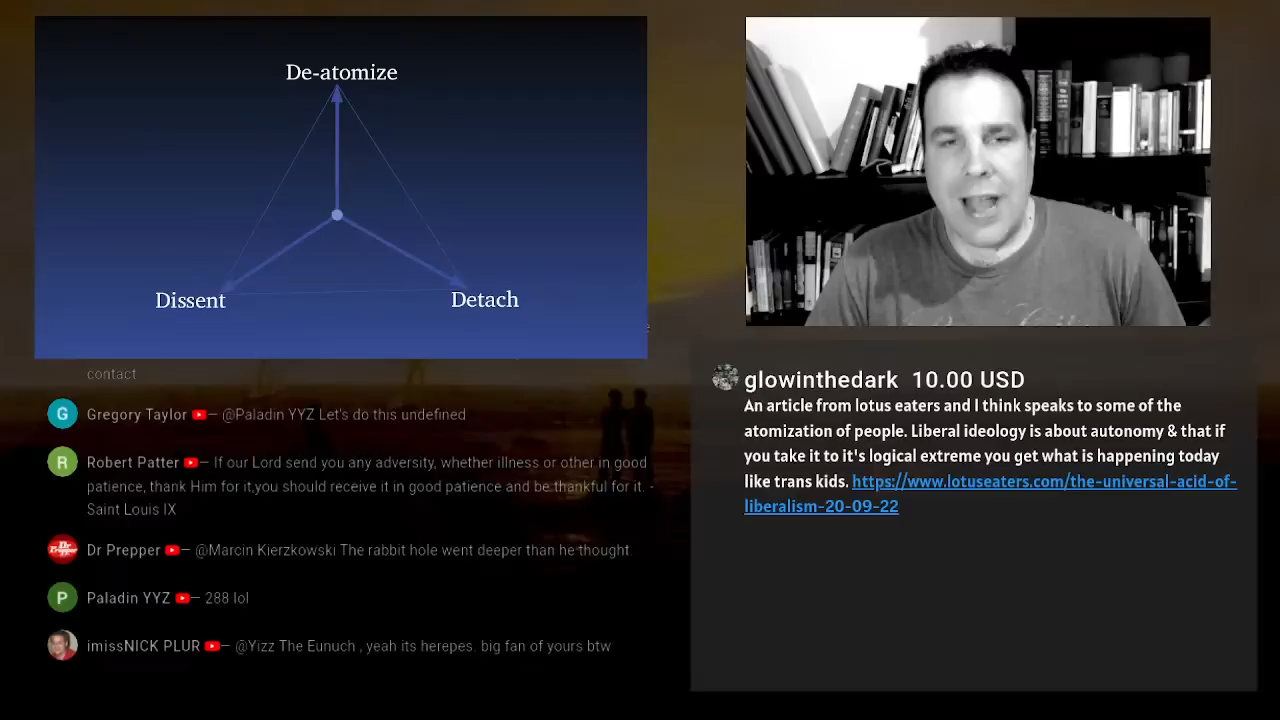 De-atomize
Dissent
Detach
contact
Gregory Taylor — @Paladin YYZ Let's do this undefined
Robert Patter — If our Lord send you any adversity, whether illness or other in good
patience, thank Him for it,you should receive it in good patience and be thankful for it. -
Saint Louis IX
Dr Prepper — @Marcin Kierzkowski The rabbit hole went deeper than he thought
Paladin YYZ — 288 lol
imissNICK PLUR — @Yizz The Eunuch , yeah its herepes. big fan of yours btw
glowinthedark 10.00 USD
An article from lotus eaters and I think speaks to some of the
atomization of people. Liberal ideology is about autonomy & that if
you take it to it's logical extreme you get what is happening today
like trans kids. https://www.lotuseaters.com/the-universal-acid-of-
liberalism-20-09-22